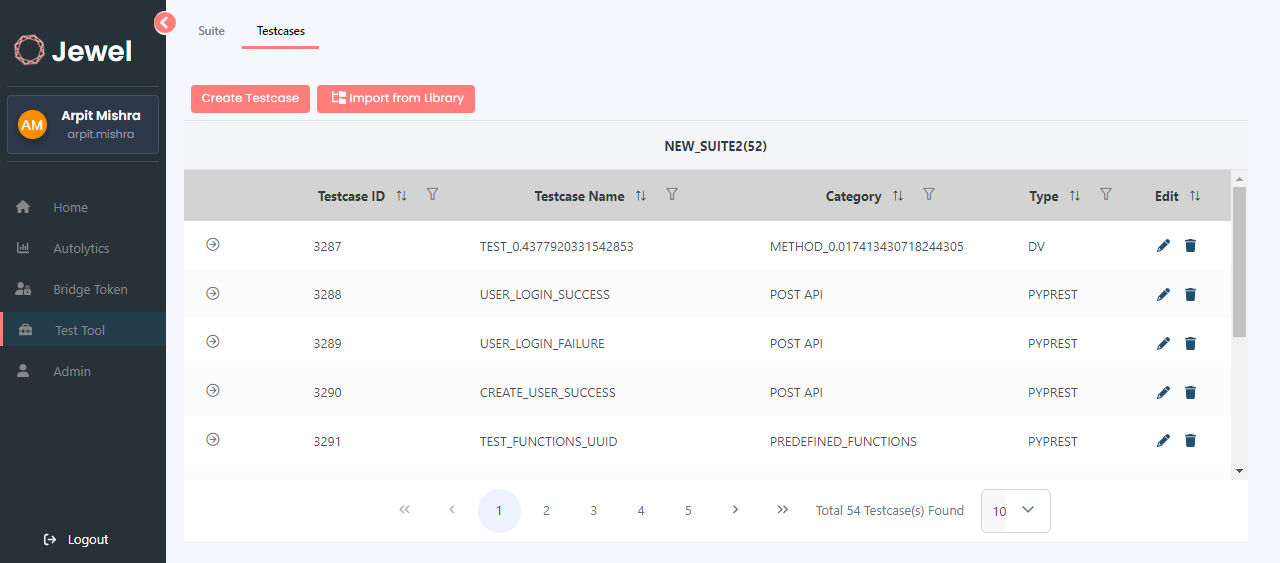 Jewel
AM
Arpit Mishra
arpit.mishra
Home
Autolytics
Bridge Token
Test Tool
Admin
Logout
Suite Testcases
Create Testcase Import from Library
NEW_SUITE2(52)
Testcase ID Testcase Name Category Type Edit
3287 TEST_0.4377920331542853 METHOD_0.017413430718244305 DV
3288 USER_LOGIN_SUCCESS POST API PYPREST
3289 USER_LOGIN_FAILURE POST API PYPREST
3290 CREATE_USER_SUCCESS POST API PYPREST
3291 TEST_FUNCTIONS_UUID PREDEFINED_FUNCTIONS PYPREST
1 2 3 4 5 Total 54 Testcase(s) Found 10